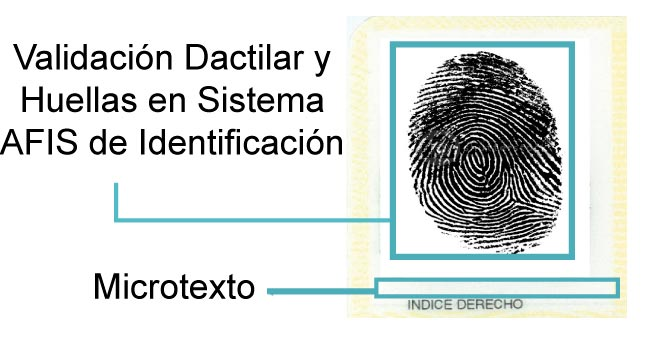 Validación Dactilar y
Huellas en Sistema
AFIS de Identificación
Microtexto
INDICE DERECHO